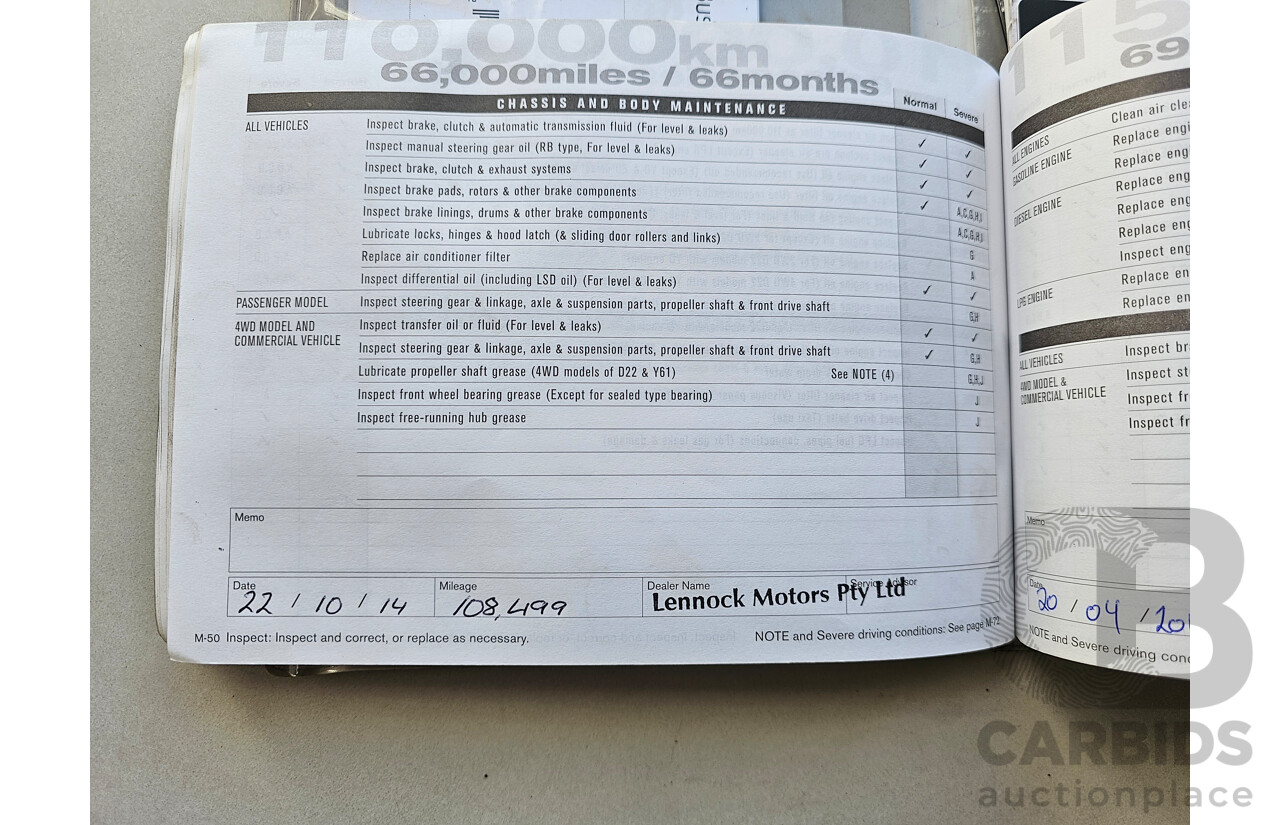 110,000km
66,000miles / 66months
CHASSIS AND BODY MAINTENANCE Normal Severe
ALL VEHICLES Inspect brake, clutch & automatic transmission fluid (For level & leaks) ✓ ✓
Inspect manual steering gear oil (RB type, For level & leaks) ✓ ✓
Inspect brake, clutch & exhaust systems ✓ ✓
Inspect brake pads, rotors & other brake components ✓ A,C,G,H,J
Inspect brake linings, drums & other brake components A,C,G,H,J
Lubricate locks, hinges & hood latch (& sliding door rollers and links) G
Replace air conditioner filter A
Inspect differential oil (including LSD oil) (For level & leaks) ✓ ✓
PASSENGER MODEL Inspect steering gear & linkage, axle & suspension parts, propeller shaft & front drive shaft G,H
4WD MODEL AND COMMERCIAL VEHICLE Inspect transfer oil or fluid (For level & leaks) ✓ ✓
Inspect steering gear & linkage, axle & suspension parts, propeller shaft & front drive shaft ✓ G,H
Lubricate propeller shaft grease (4WD models of D22 & Y61) See NOTE (4) G,H,J
Inspect front wheel bearing grease (Except for sealed type bearing) J
Inspect free-running hub grease J
Memo
Date Mileage Dealer Name Service Advisor
22 / 10 / 14 108,499 Lennock Motors Pty Ltd
M-50 Inspect: Inspect and correct, or replace as necessary. NOTE and Severe driving conditions: See page M-22
115
69
ALL ENGINES Clean air cle
GASOLINE ENGINE Replace engi
Replace eng
DIESEL ENGINE Replace eng
Replace eng
Replace eng
Inspect eng
LPG ENGINE Replace en
Replace en
ALL VEHICLES Inspect br
4WD MODEL & COMMERCIAL VEHICLE Inspect st
Inspect fr
Inspect fr
Memo
Date
20 / 04 / 20
NOTE and Severe driving cond
CARBIDS
auctionplace